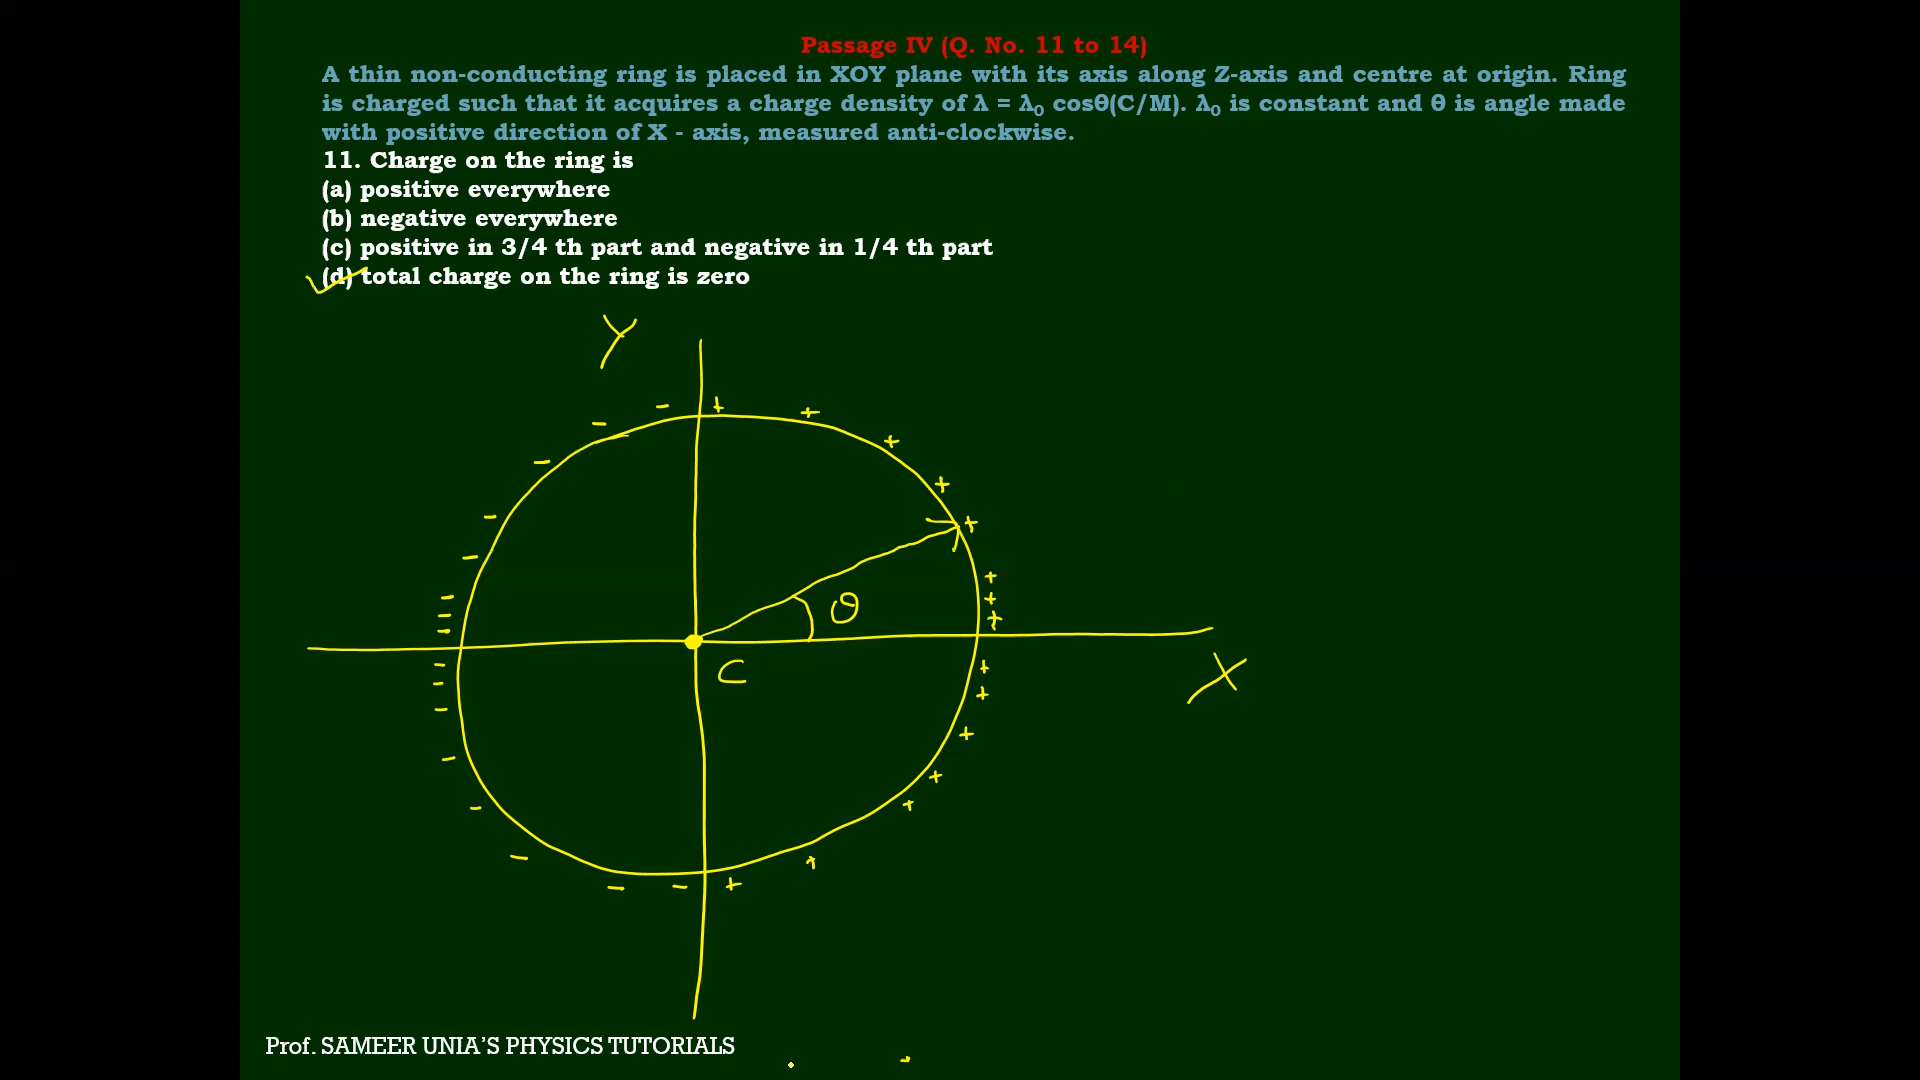 Passage IV (Q. No. 11 to 14)
A thin non-conducting ring is placed in XOY plane with its axis along Z-axis and centre at origin. Ring
is charged such that it acquires a charge density of λ = λ₀ cosθ(C/M). λ₀ is constant and θ is angle made
with positive direction of X - axis, measured anti-clockwise.
11. Charge on the ring is
(a) positive everywhere
(b) negative everywhere
(c) positive in 3/4 th part and negative in 1/4 th part
(d) total charge on the ring is zero
Y
θ
C
X
Prof. SAMEER UNIA'S PHYSICS TUTORIALS